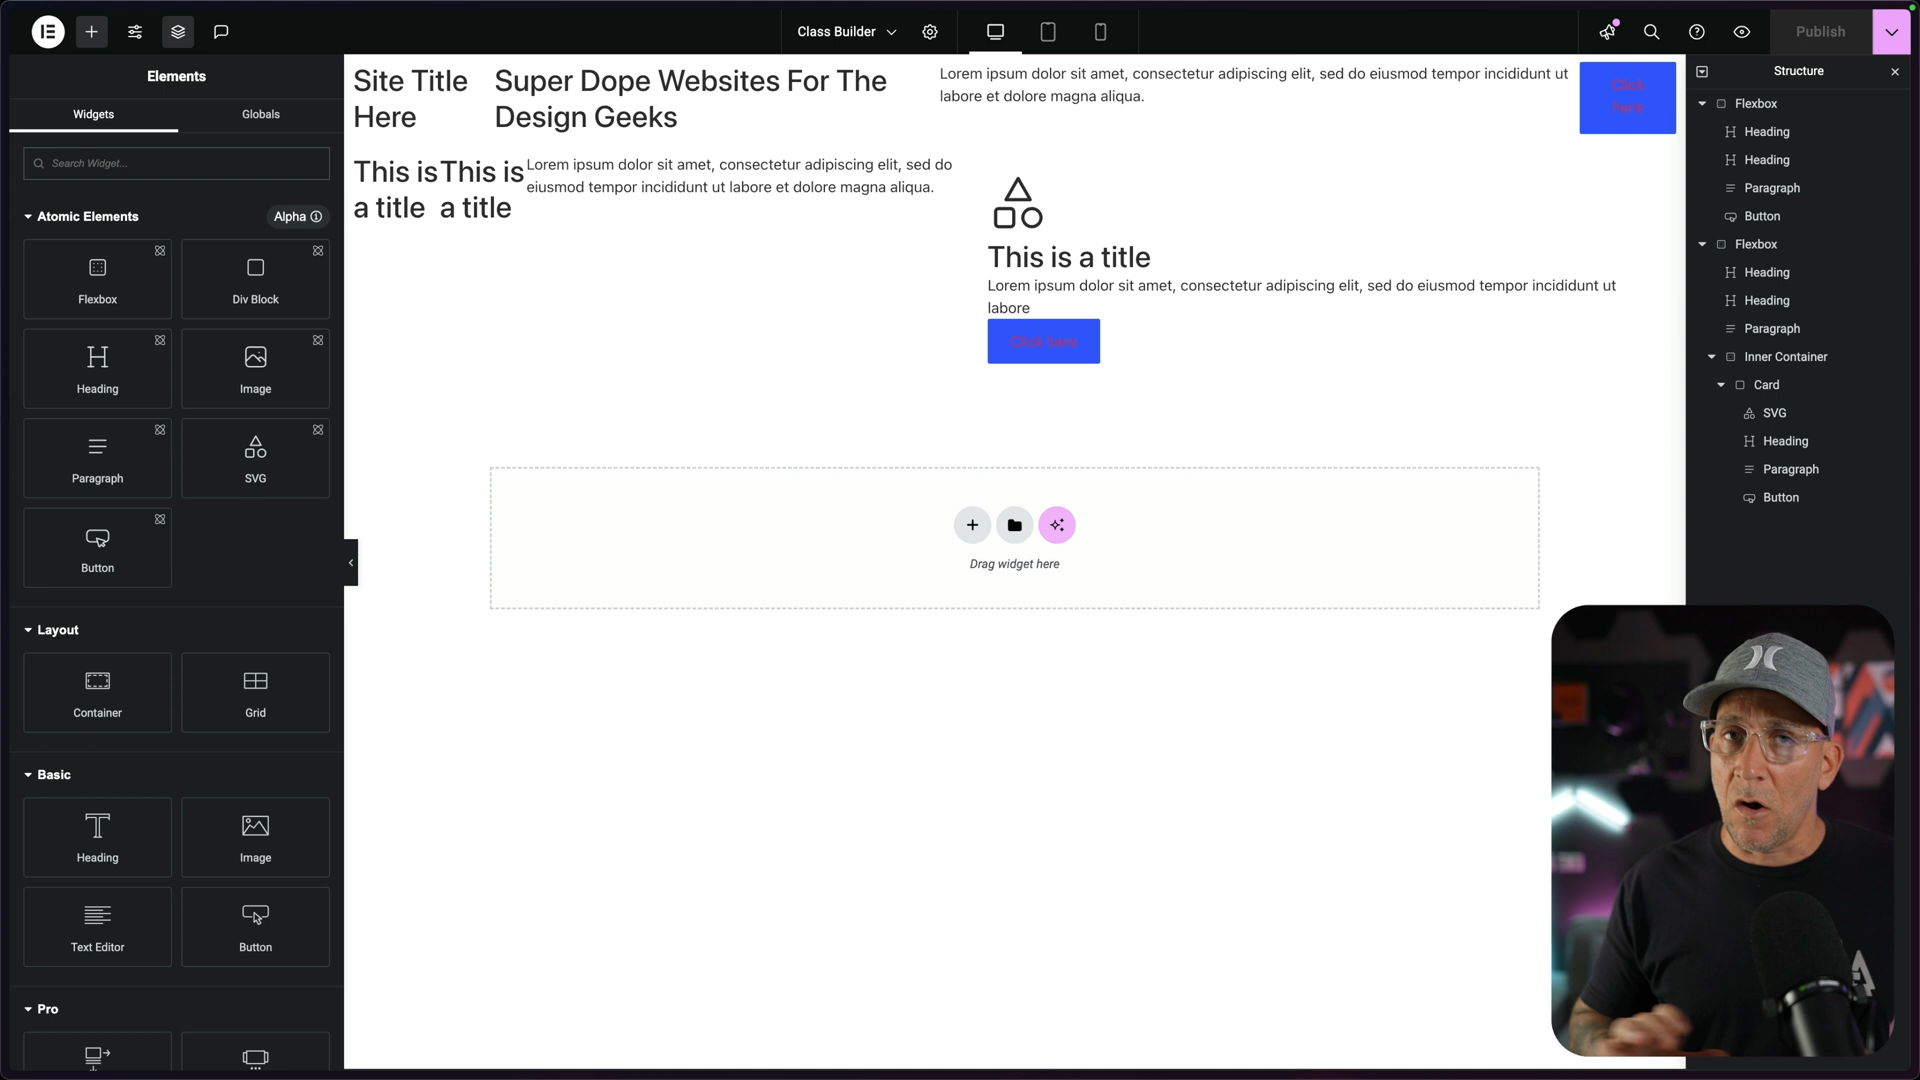 Class Builder
Publish
Elements
Widgets
Globals
Search Widget...
Atomic Elements
Alpha
Flexbox
Div Block
Heading
Image
Paragraph
SVG
Button
Layout
Container
Grid
Basic
Heading
Image
Text Editor
Button
Pro
Site Title
Here
Super Dope Websites For The
Design Geeks
Lorem ipsum dolor sit amet, consectetur adipiscing elit, sed do eiusmod tempor incididunt ut
labore et dolore magna aliqua.
Click
here
This is
a title
This is
a title
Lorem ipsum dolor sit amet, consectetur adipiscing elit, sed do
eiusmod tempor incididunt ut labore et dolore magna aliqua.
This is a title
Lorem ipsum dolor sit amet, consectetur adipiscing elit, sed do eiusmod tempor incididunt ut
labore
Click here
Drag widget here
Structure
Flexbox
Heading
Heading
Paragraph
Button
Flexbox
Heading
Heading
Paragraph
Inner Container
Card
SVG
Heading
Paragraph
Button